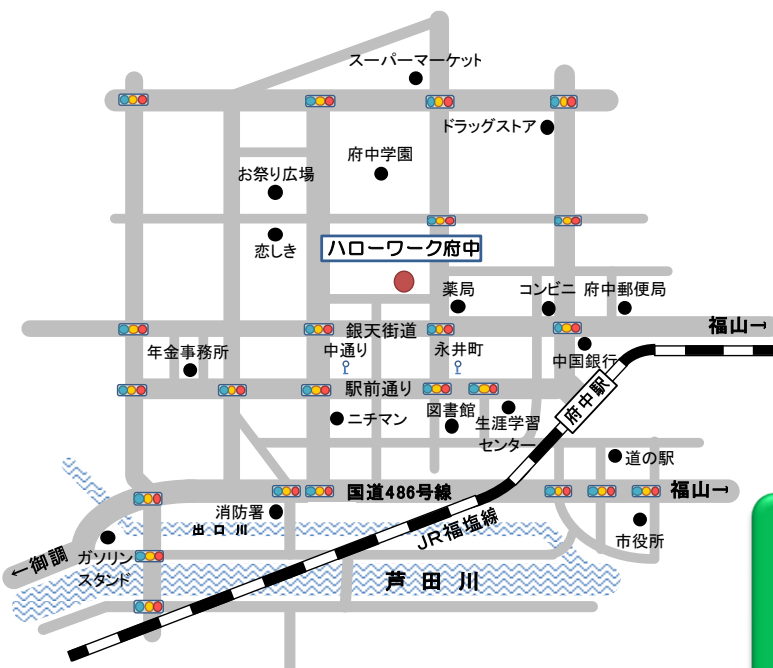 スーパーマーケット
ドラッグストア
府中学園
お祭り広場
恋しき
ハローワーク府中
薬局
コンビニ
府中郵便局
福山→
銀天街道
年金事務所
中通り
永井町
中国銀行
駅前通り
府中駅
ニチマン
図書館
生涯学習
センター
道の駅
国道486号線
福山→
消防署
出口川
JR福塩線
市役所
←御調
ガソリン
スタンド
芦田川